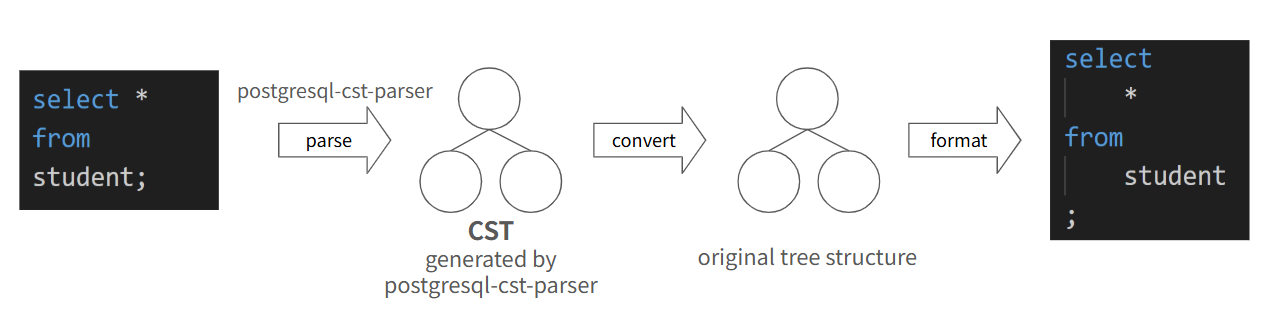 select *
from
student;
postgresql-cst-parser
parse
CST
generated by
postgresql-cst-parser
convert
original tree structure
format
select
*
from
student
;